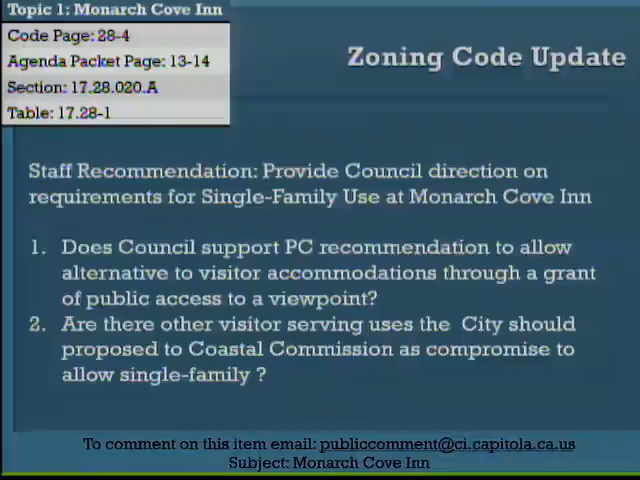 Topic 1: Monarch Cove Inn
Code Page: 28-4
Agenda Packet Page: 13-14
Section: 17.28.020.A
Table: 17.28-1
Zoning Code Update
Staff Recommendation: Provide Council direction on
requirements for Single-Family Use at Monarch Cove Inn
1. Does Council support PC recommendation to allow
alternative to visitor accommodations through a grant
of public access to a viewpoint?
2. Are there other visitor serving uses the City should
proposed to Coastal Commission as compromise to
allow single-family ?
To comment on this item email: publiccomment@ci.capitola.ca.us
Subject: Monarch Cove Inn